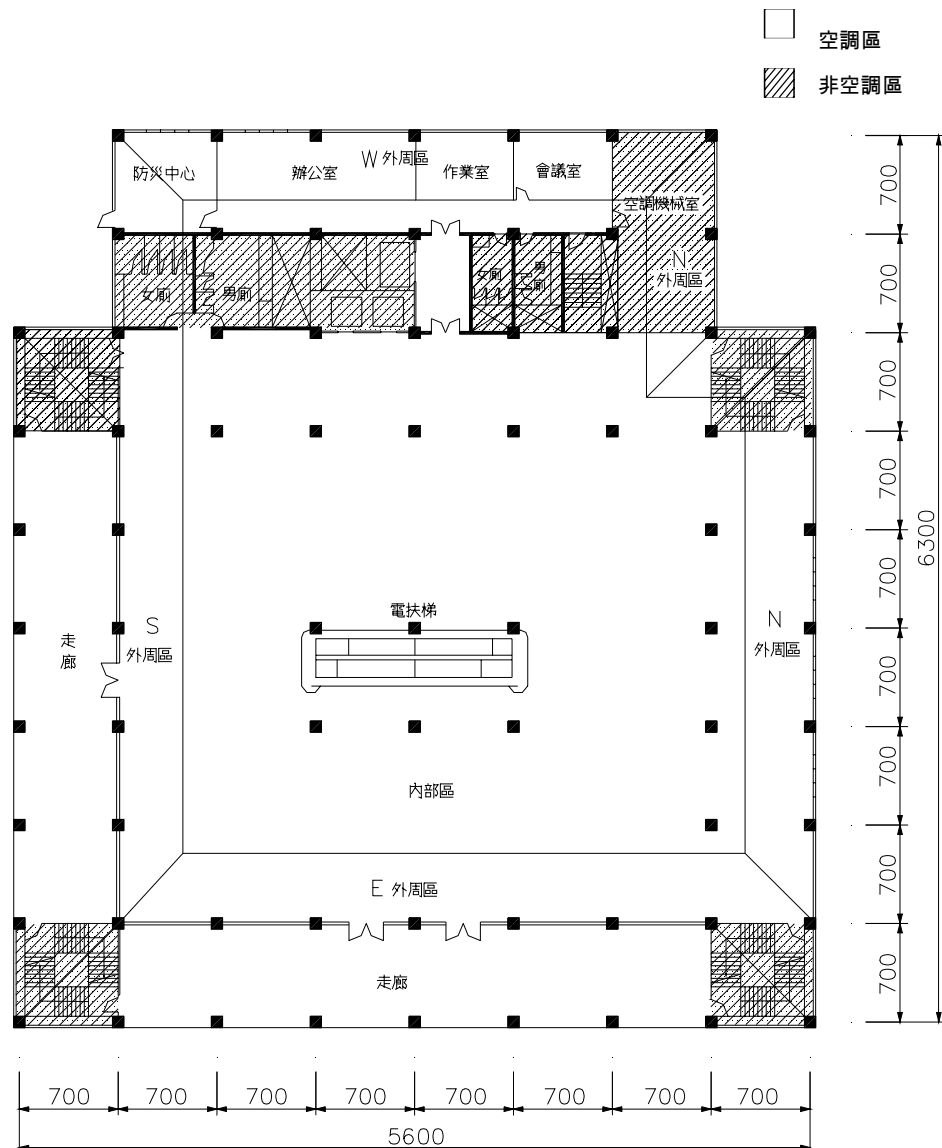 空調區
非空調區
W 外周區
防災中心
辦公室
作業室
會議室
空調機械室
N
外周區
女廁
男廁
女廁
男廁
電扶梯
走廊
S
外周區
N
外周區
內部區
E 外周區
走廊
700
700
700
700
700
700
700
700
700
6300
700
700
700
700
700
700
700
700
5600